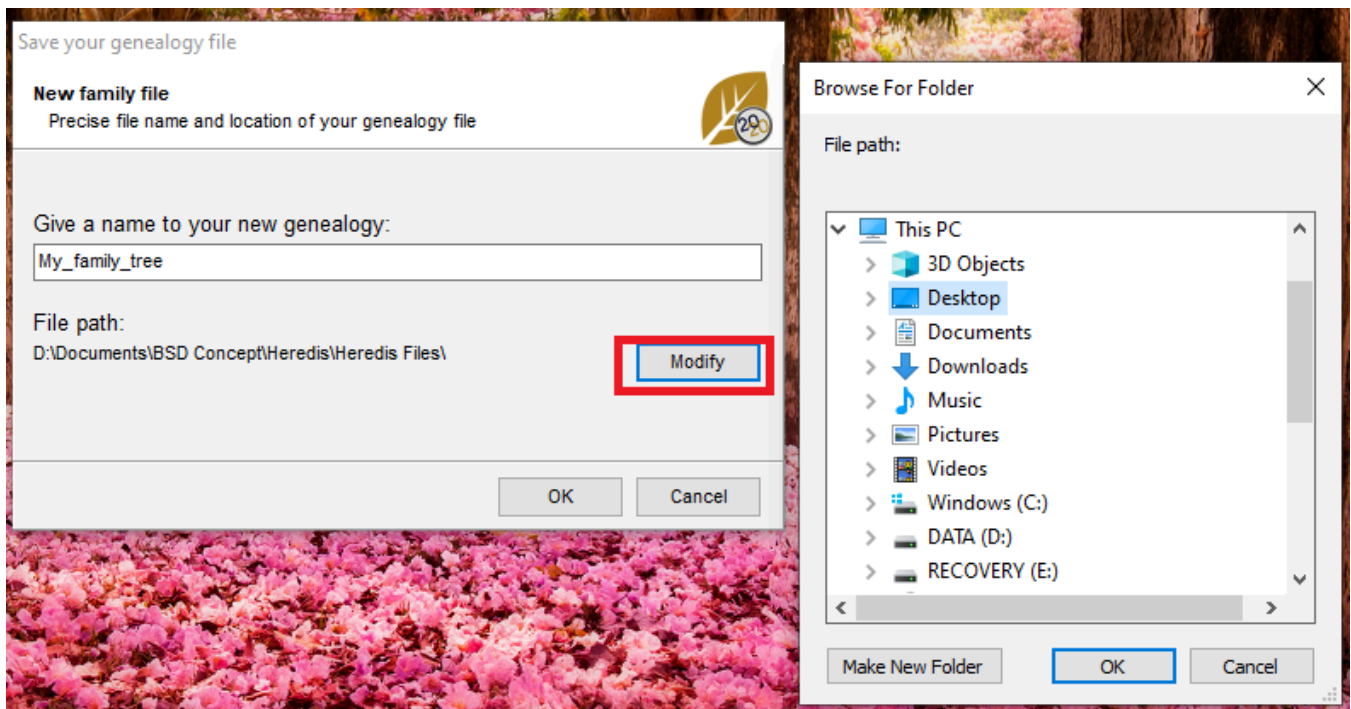 Save your genealogy file
New family file
Precise file name and location of your genealogy file
2020
Give a name to your new genealogy:
My_family_tree
File path:
D:\Documents\BSD Concept\Heredis\Heredis Files\
Modify
OK
Cancel
Browse For Folder
File path:
This PC
3D Objects
Desktop
Documents
Downloads
Music
Pictures
Videos
Windows (C:)
DATA (D:)
RECOVERY (E:)
Make New Folder
OK
Cancel